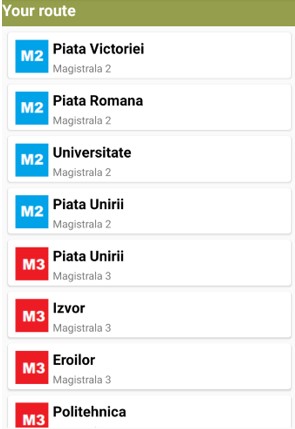 Your route
M2 Piata Victoriei
Magistrala 2
M2 Piata Romana
Magistrala 2
M2 Universitate
Magistrala 2
M2 Piata Unirii
Magistrala 2
M3 Piata Unirii
Magistrala 3
M3 Izvor
Magistrala 3
M3 Eroilor
Magistrala 3
M3 Politehnica